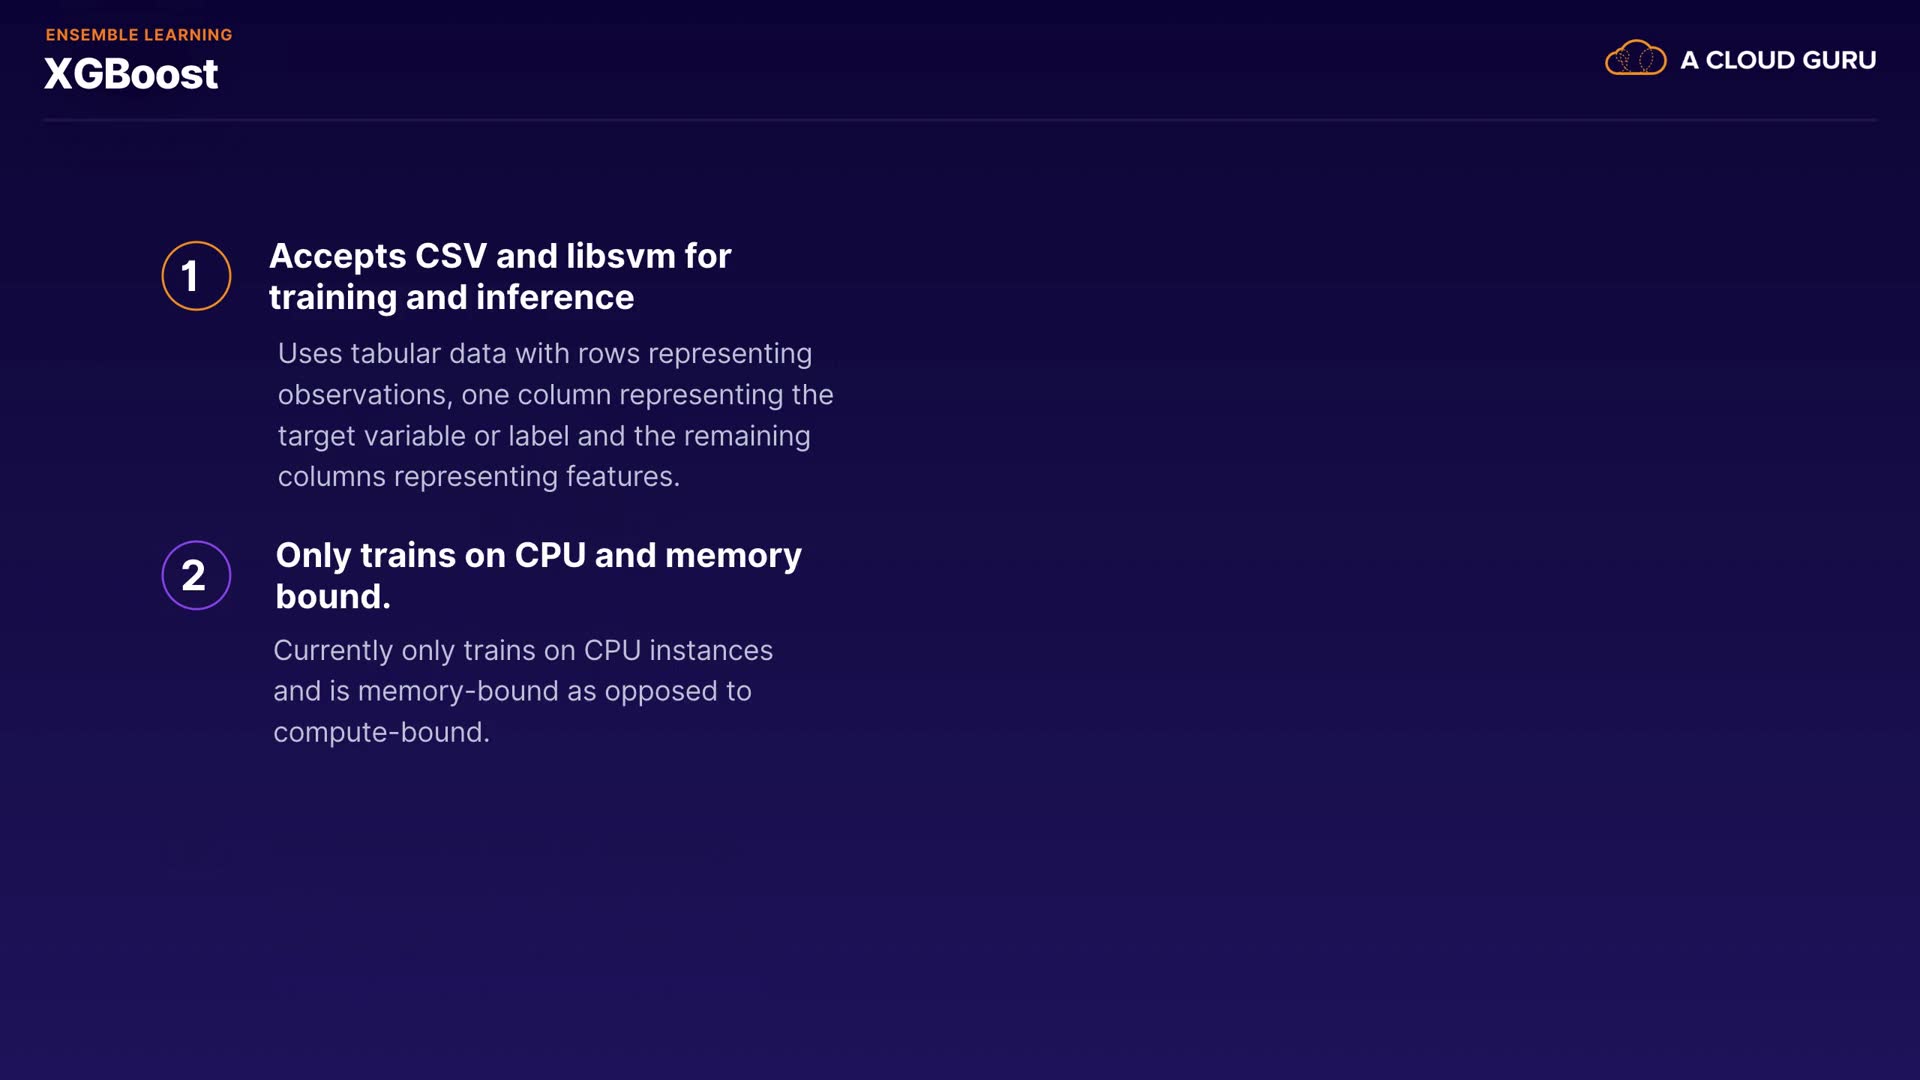 ENSEMBLE LEARNING
XGBoost
A CLOUD GURU
1
Accepts CSV and libsvm for
training and inference
Uses tabular data with rows representing
observations, one column representing the
target variable or label and the remaining
columns representing features.
2
Only trains on CPU and memory
bound.
Currently only trains on CPU instances
and is memory-bound as opposed to
compute-bound.